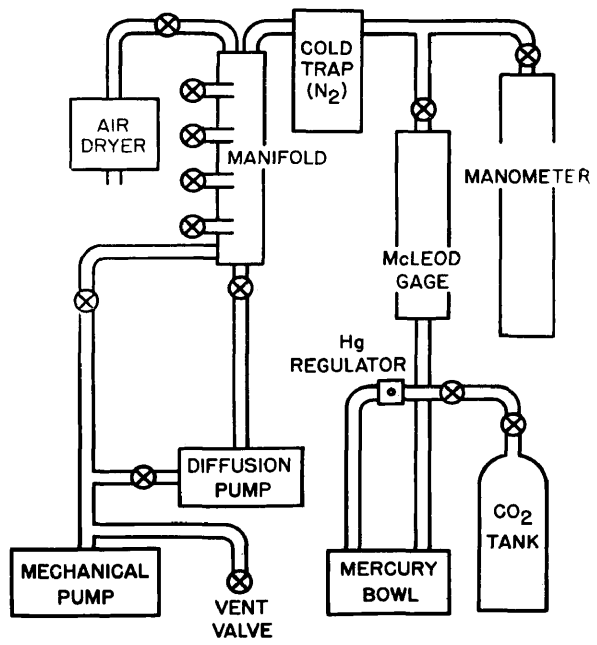 COLD
TRAP
(N₂)
AIR
DRYER
MANIFOLD
MANOMETER
McLEOD
GAGE
Hg
REGULATOR
DIFFUSION
PUMP
CO₂
TANK
MECHANICAL
PUMP
VENT
VALVE
MERCURY
BOWL